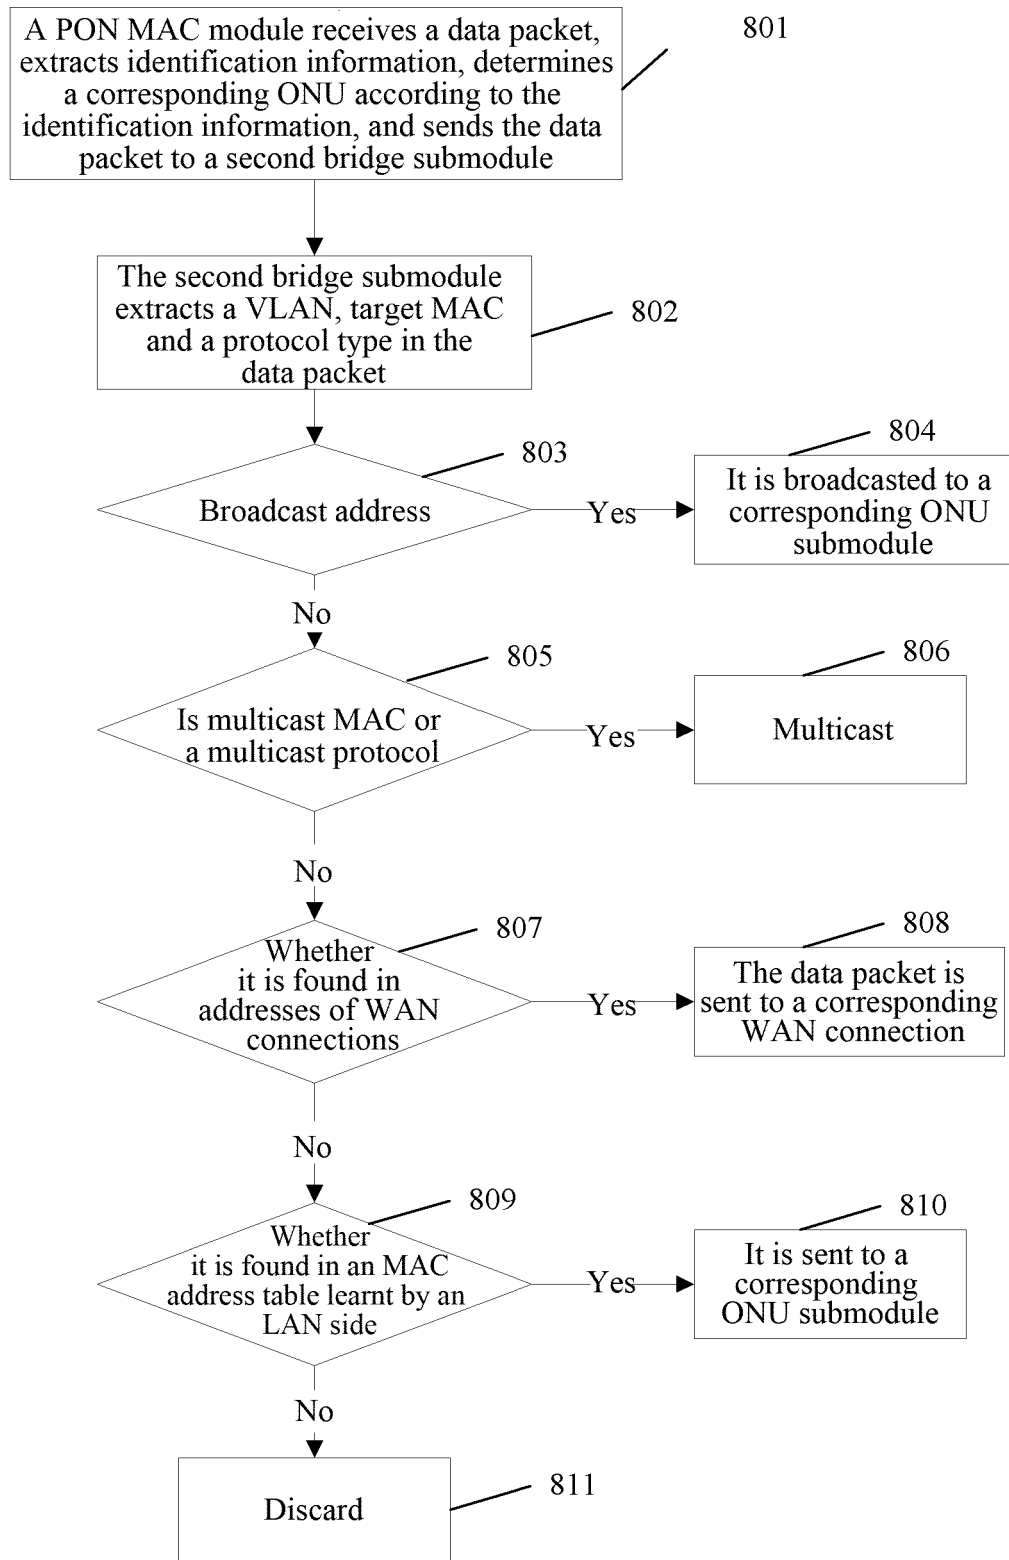 A PON MAC module receives a data packet,
extracts identification information, determines
a corresponding ONU according to the
identification information, and sends the data
packet to a second bridge submodule
801
The second bridge submodule
extracts a VLAN, target MAC
and a protocol type in the
data packet
802
Broadcast address
803
Yes
It is broadcasted to a
corresponding ONU
submodule
804
No
Is multicast MAC or
a multicast protocol
805
Yes
Multicast
806
No
Whether
it is found in
addresses of WAN
connections
807
Yes
The data packet is
sent to a corresponding
WAN connection
808
No
Whether
it is found in an MAC
address table learnt by an
LAN side
809
Yes
It is sent to a
corresponding
ONU submodule
810
No
Discard
811